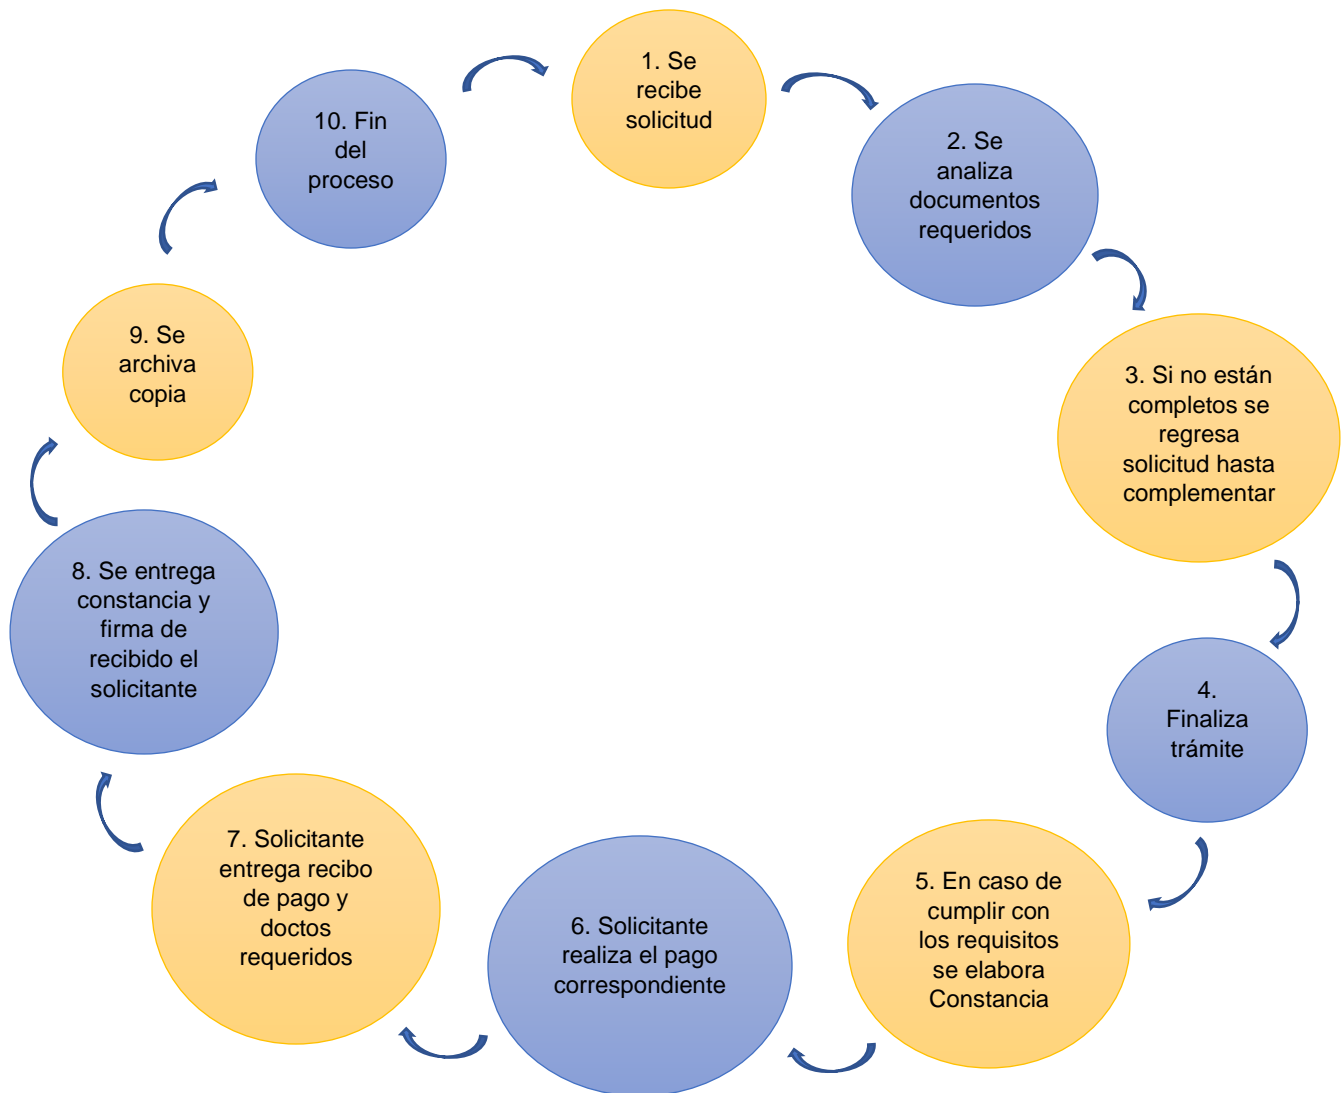 1. Se
recibe
solicitud
2. Se
analiza
documentos
requeridos
3. Si no están
completos se
regresa
solicitud hasta
complementar
4.
Finaliza
trámite
5. En caso de
cumplir con
los requisitos
se elabora
Constancia
6. Solicitante
realiza el pago
correspondiente
7. Solicitante
entrega recibo
de pago y
doctos
requeridos
8. Se entrega
constancia y
firma de
recibido el
solicitante
9. Se
archiva
copia
10. Fin
del
proceso